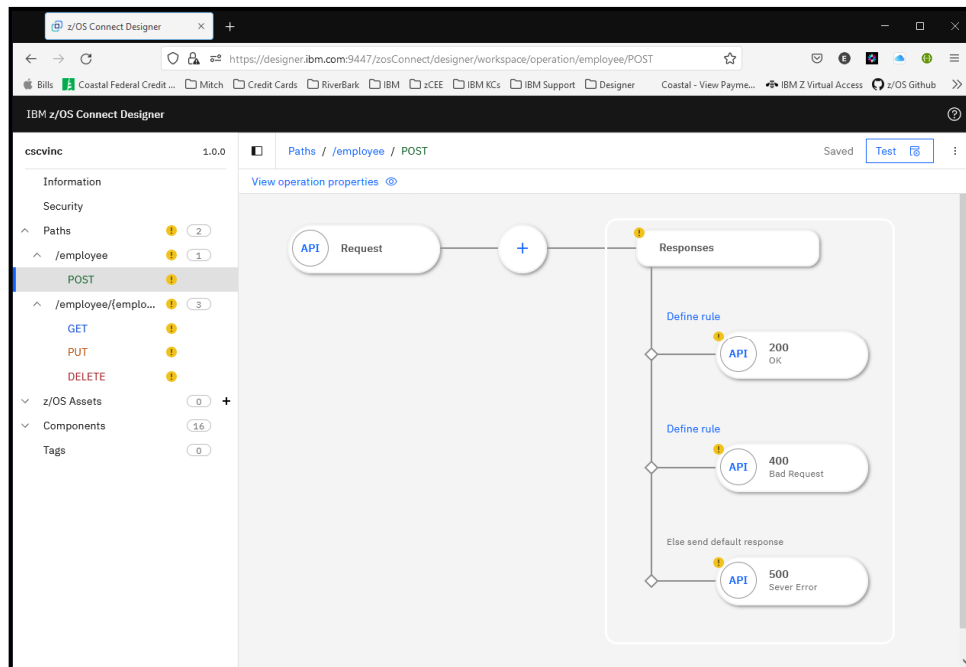 z/OS Connect Designer
https://designer.ibm.com:9447/zosConnect/designer/workspace/operation/employee/POST
Bills Coastal Federal Credit ... Mitch Credit Cards RiverBark IBM zCEE IBM KCs IBM Support Designer Coastal - View Payme... IBM Z Virtual Access z/OS Github
IBM z/OS Connect Designer
cscvinc 1.0.0
Paths / /employee / POST
Saved Test
View operation properties
Information
Security
Paths 2
/employee 1
POST
/employee/{emplo... 3
GET
PUT
DELETE
z/OS Assets 0 +
Components 16
Tags 0
API Request
+
Responses
Define rule
API 200
OK
Define rule
API 400
Bad Request
Else send default response
API 500
Sever Error